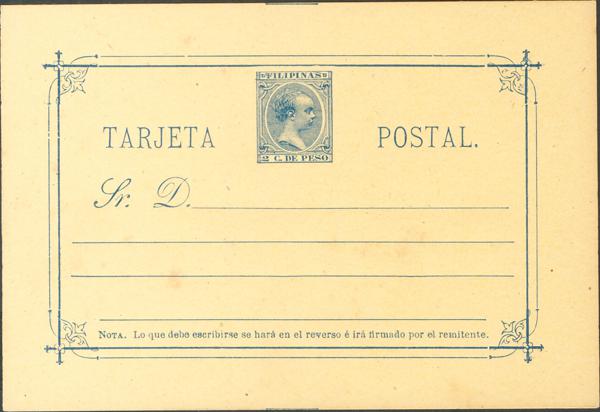 FILIPINAS
2 C. DE PESO
TARJETA POSTAL.
Sr. D.
NOTA. Lo que debe escribirse se hará en el reverso é irá firmado por el remitente.